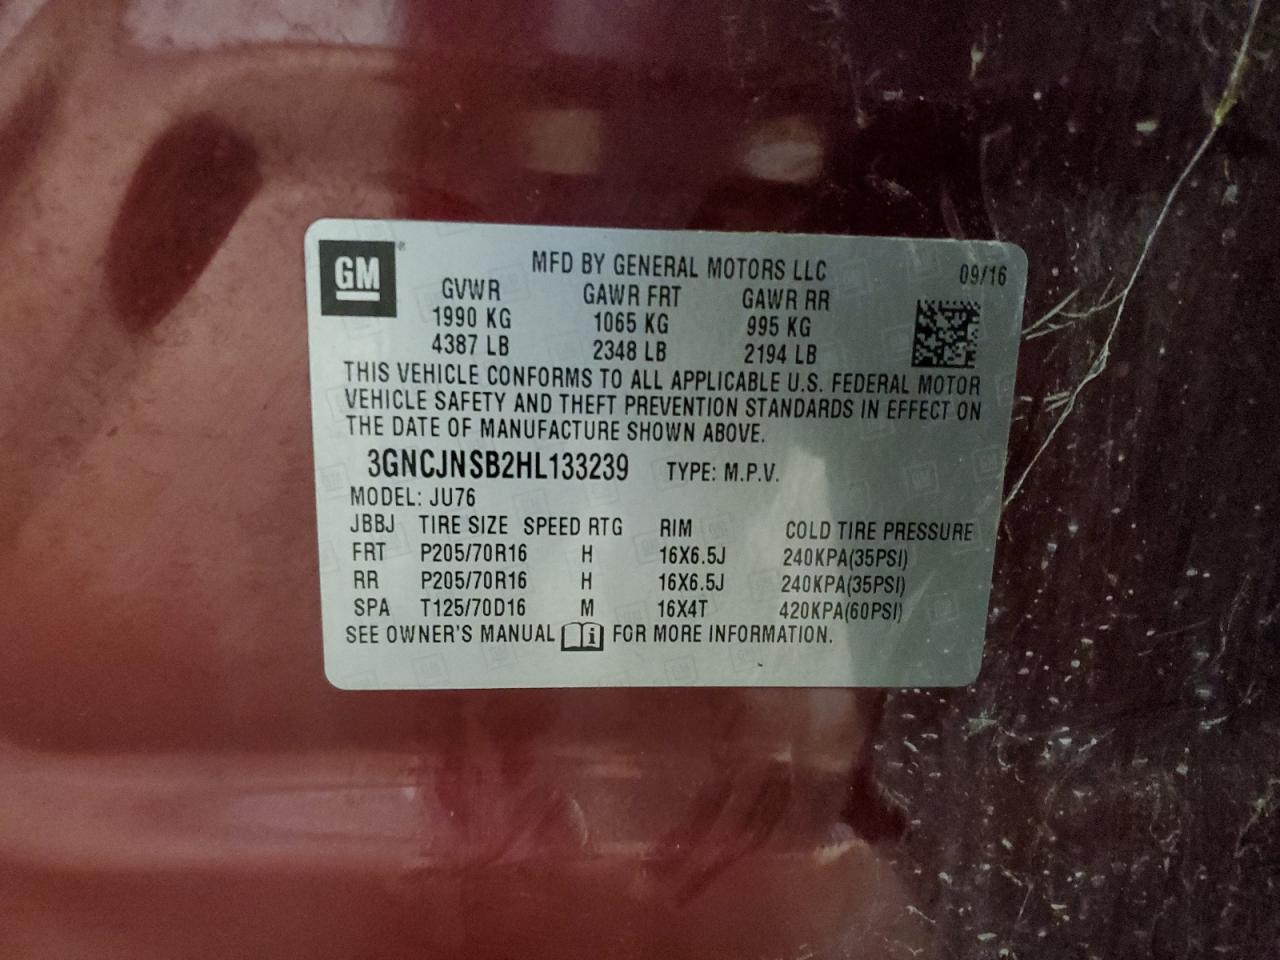 GM
MFD BY GENERAL MOTORS LLC 09/16
GVWR GAWR FRT GAWR RR
1990 KG 1065 KG 995 KG
4387 LB 2348 LB 2194 LB
THIS VEHICLE CONFORMS TO ALL APPLICABLE U.S. FEDERAL MOTOR
VEHICLE SAFETY AND THEFT PREVENTION STANDARDS IN EFFECT ON
THE DATE OF MANUFACTURE SHOWN ABOVE.
3GNCJNSB2HL133239 TYPE: M.P.V.
MODEL: JU76
JBBJ TIRE SIZE SPEED RTG RIM COLD TIRE PRESSURE
FRT P205/70R16 H 16X6.5J 240KPA(35PSI)
RR P205/70R16 H 16X6.5J 240KPA(35PSI)
SPA T125/70D16 M 16X4T 420KPA(60PSI)
SEE OWNER'S MANUAL i FOR MORE INFORMATION.